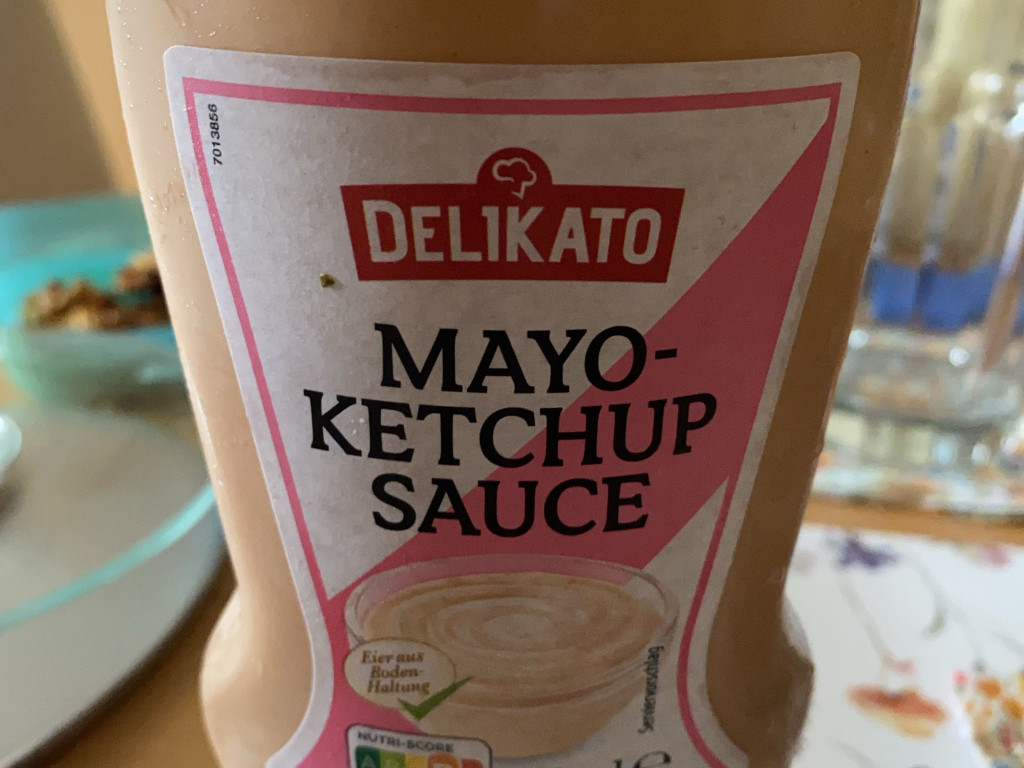 7013856
DELIKATO
MAYO-
KETCHUP
SAUCE
Eier aus
Boden-
Haltung
Serviervorschlag
NUTRI-SCORE